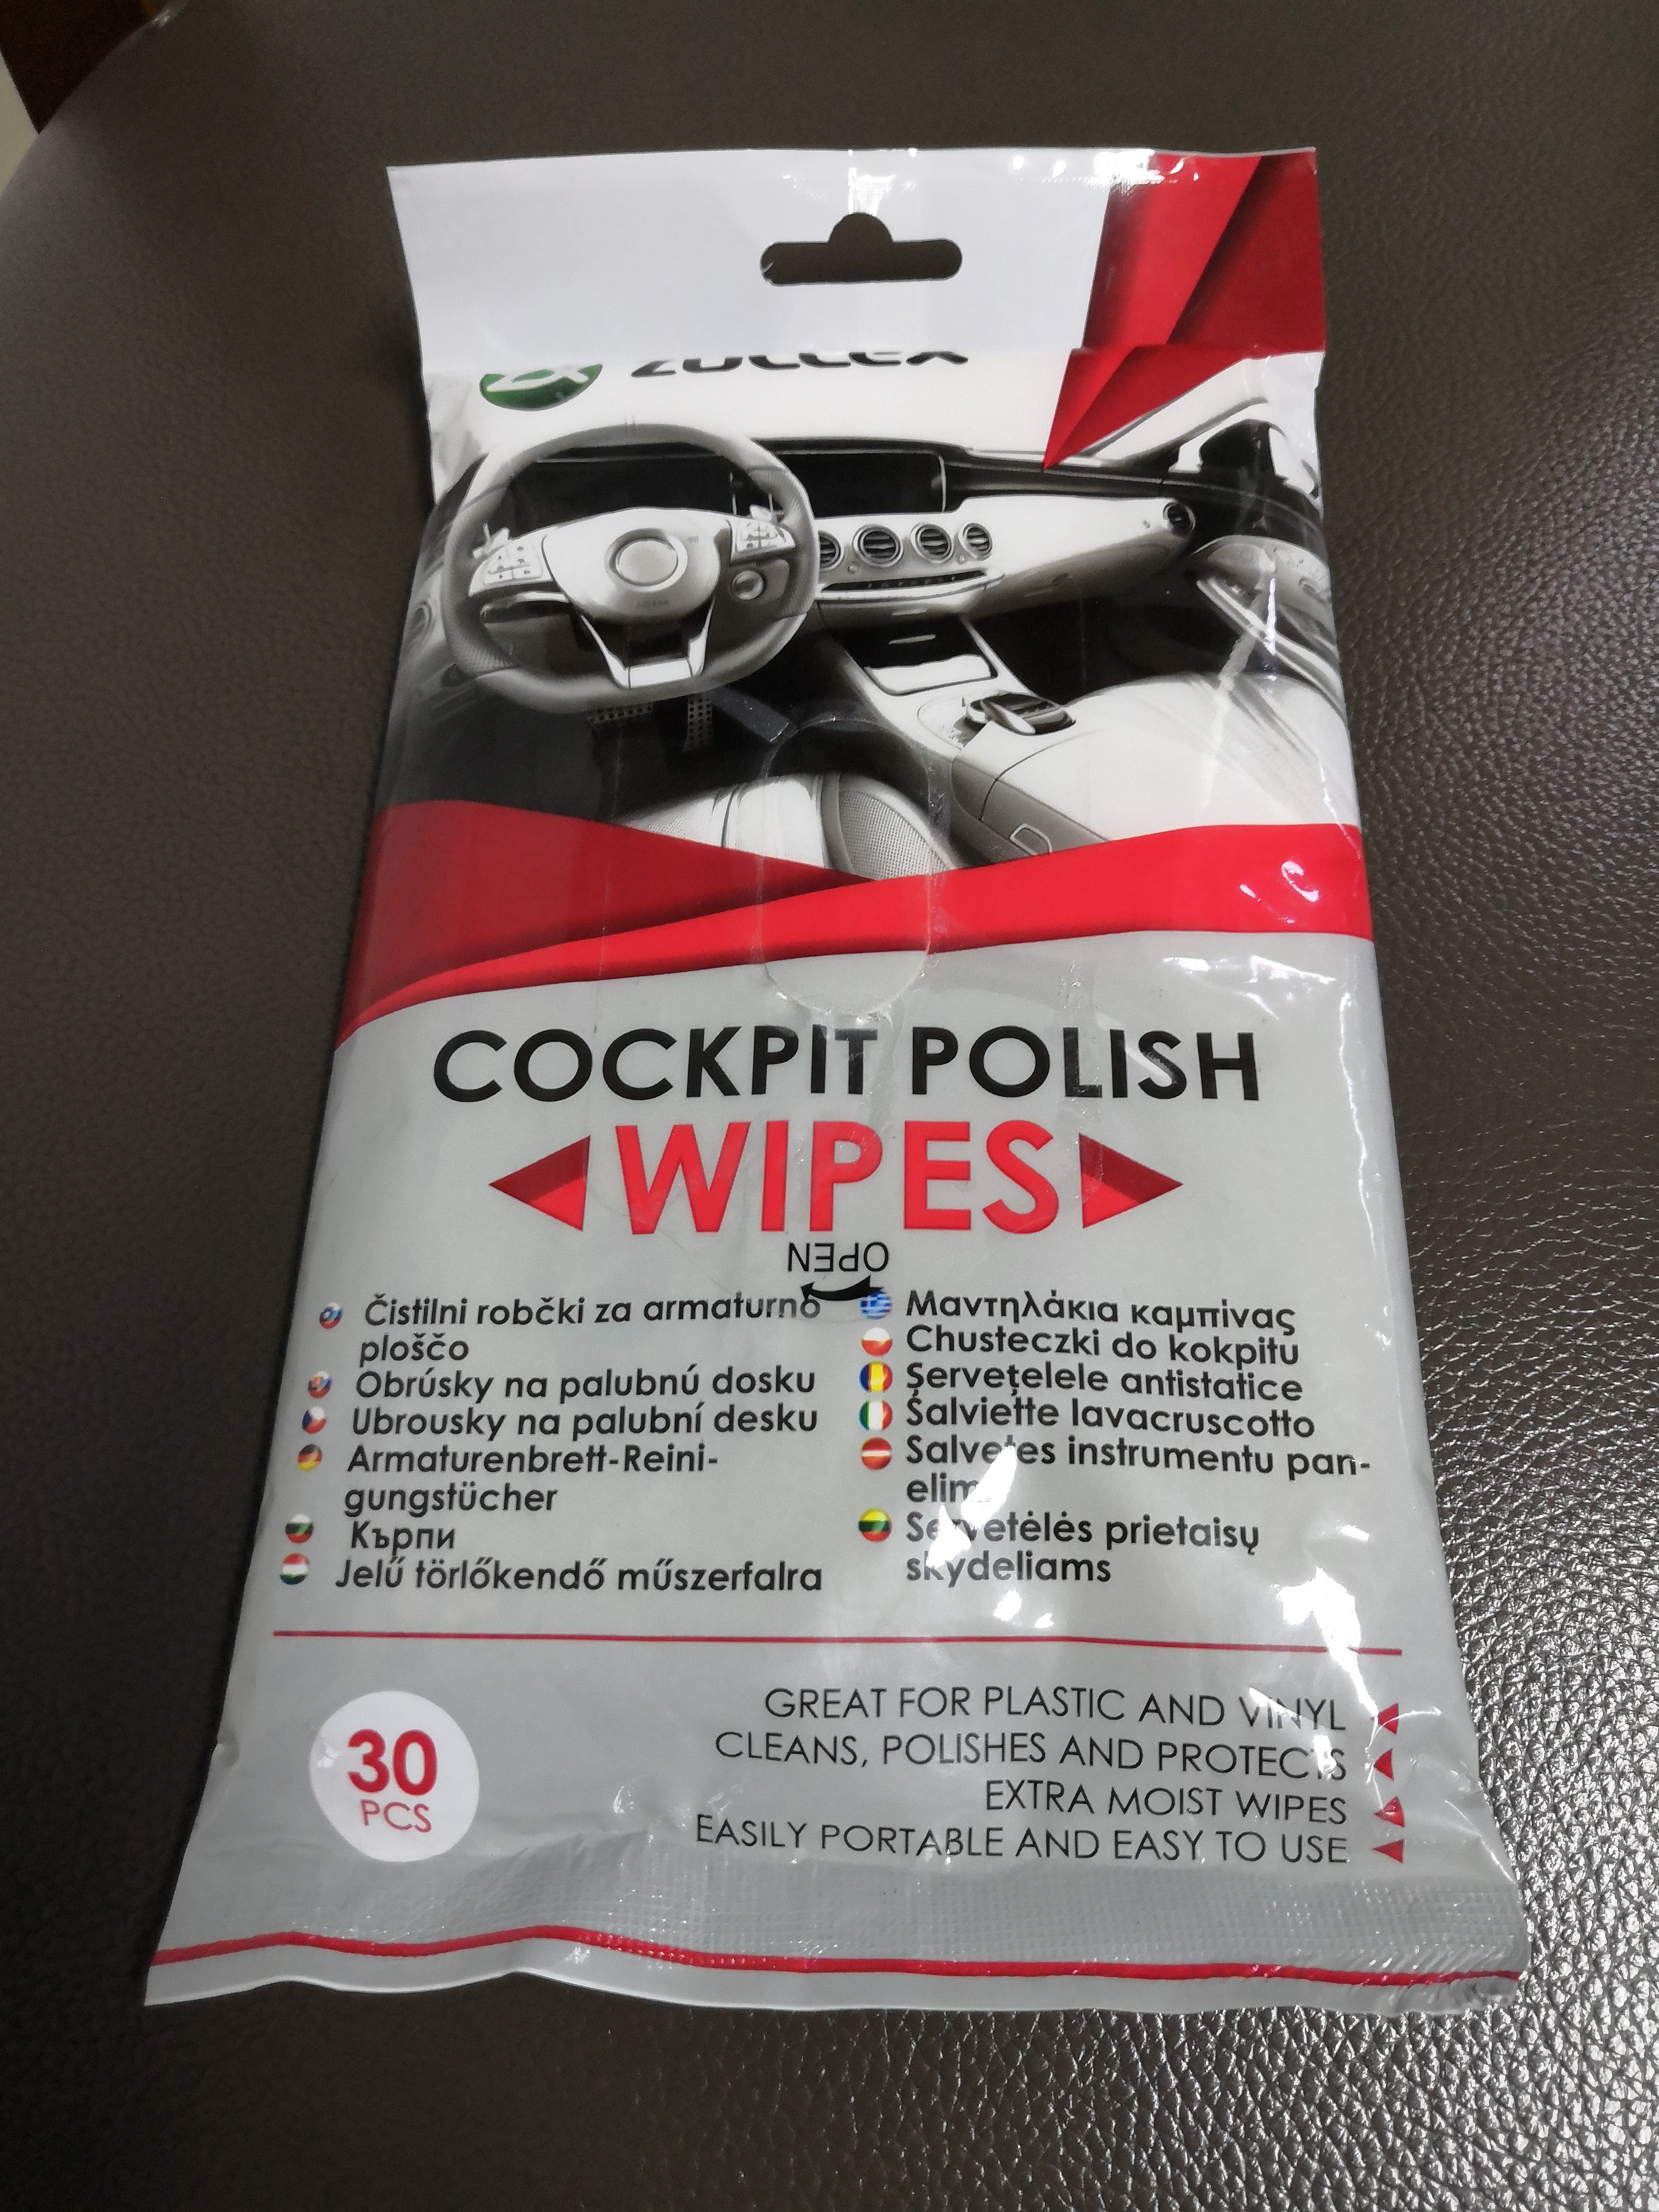 COCKPIT POLISH
WIPES
OPEN
Čistilni robčki za armaturno
ploščo
Obrúsky na palubnú dosku
Ubrousky na palubní desku
Armaturenbrett-Reini-
gungstücher
Кърпи
Jelű törlőkendő műszerfalra
Μαντηλάκια καμπίνας
Chusteczki do kokpitu
Şerveţelele antistatice
Salviette lavacruscotto
Salvetes instrumentu pan-
Servetėlės prietaisų
skydeliams
30
PCS
GREAT FOR PLASTIC AND VINYL
CLEANS, POLISHES AND PROTECTS
EXTRA MOIST WIPES
EASILY PORTABLE AND EASY TO USE